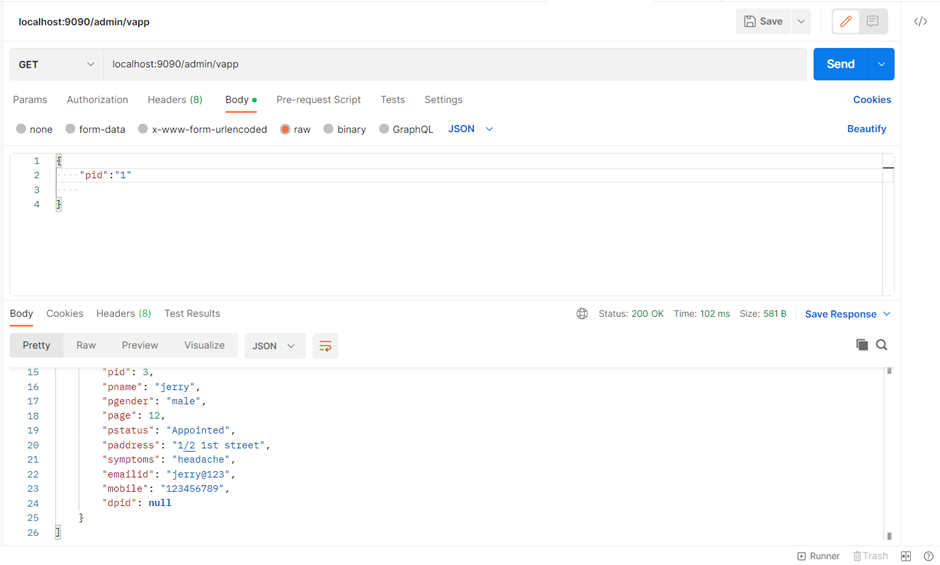 localhost:9090/admin/vapp
Save
GET localhost:9090/admin/vapp Send
Params Authorization Headers (8) Body Pre-request Script Tests Settings Cookies
none form-data x-www-form-urlencoded raw binary GraphQL JSON Beautify
1 {
2 "pid":"1"
3
4 }
Body Cookies Headers (8) Test Results Status: 200 OK Time: 102 ms Size: 581 B Save Response
Pretty Raw Preview Visualize JSON
15 "pid": 3,
16 "pname": "jerry",
17 "pgender": "male",
18 "page": 12,
19 "pstatus": "Appointed",
20 "paddress": "1/2 1st street",
21 "symptoms": "headache",
22 "emailid": "jerry@123",
23 "mobile": "123456789",
24 "dpid": null
25 }
26 ]
Runner Trash